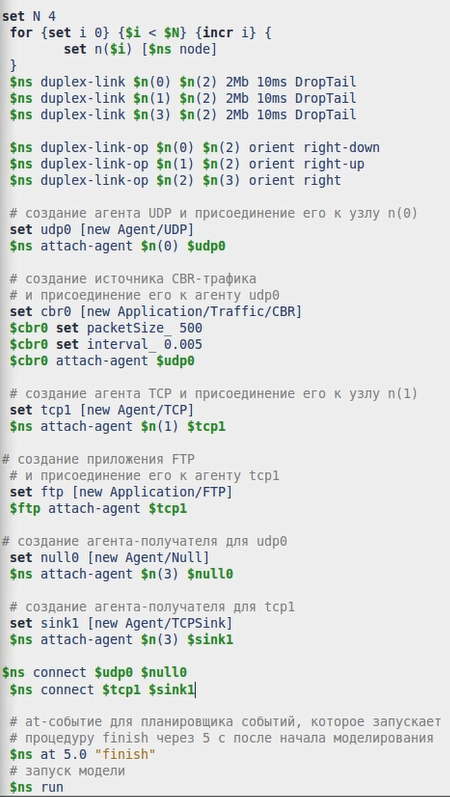 set N 4
for {set i 0} {$i < $N} {incr i} {
set n($i) [$ns node]
}
$ns duplex-link $n(0) $n(2) 2Mb 10ms DropTail
$ns duplex-link $n(1) $n(2) 2Mb 10ms DropTail
$ns duplex-link $n(3) $n(2) 2Mb 10ms DropTail
$ns duplex-link-op $n(0) $n(2) orient right-down
$ns duplex-link-op $n(1) $n(2) orient right-up
$ns duplex-link-op $n(2) $n(3) orient right
# создание агента UDP и присоединение его к узлу n(0)
set udp0 [new Agent/UDP]
$ns attach-agent $n(0) $udp0
# создание источника CBR-трафика
# и присоединение его к агенту udp0
set cbr0 [new Application/Traffic/CBR]
$cbr0 set packetSize_ 500
$cbr0 set interval_ 0.005
$cbr0 attach-agent $udp0
# создание агента TCP и присоединение его к узлу n(1)
set tcp1 [new Agent/TCP]
$ns attach-agent $n(1) $tcp1
# создание приложения FTP
# и присоединение его к агенту tcp1
set ftp [new Application/FTP]
$ftp attach-agent $tcp1
# создание агента-получателя для udp0
set null0 [new Agent/Null]
$ns attach-agent $n(3) $null0
# создание агента-получателя для tcp1
set sink1 [new Agent/TCPSink]
$ns attach-agent $n(3) $sink1
$ns connect $udp0 $null0
$ns connect $tcp1 $sink1
# at-событие для планировщика событий, которое запускает
# процедуру finish через 5 с после начала моделирования
$ns at 5.0 "finish"
# запуск модели
$ns run